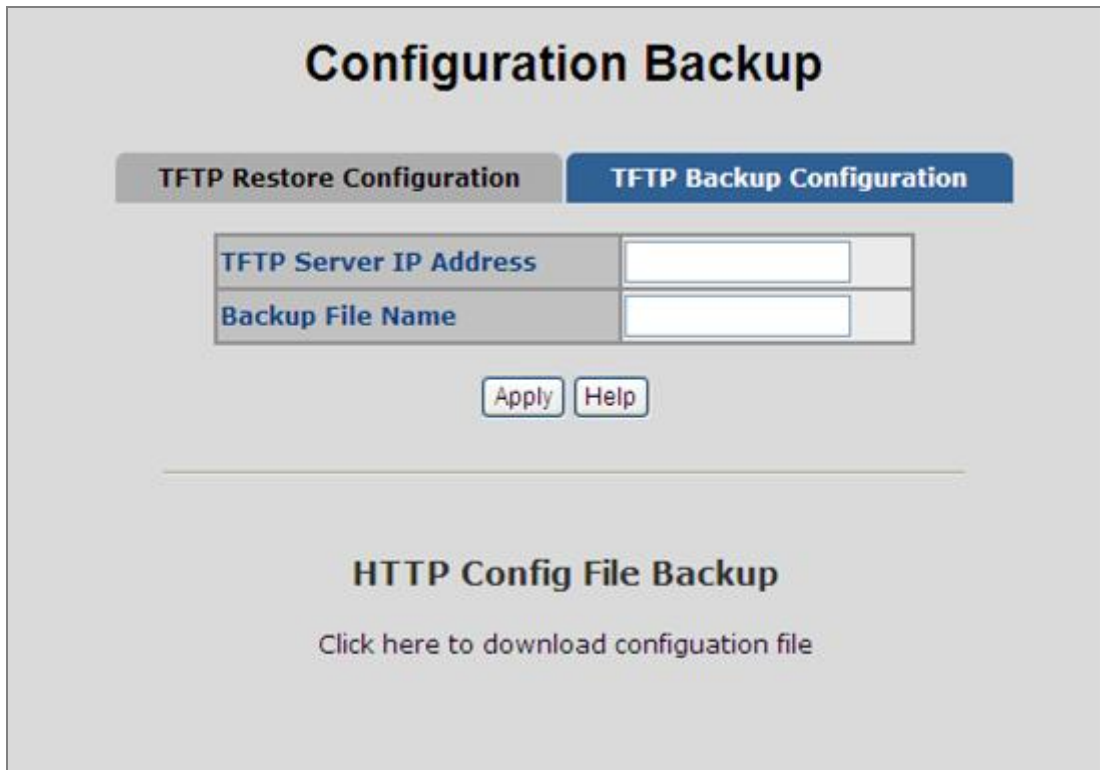 Configuration Backup
TFTP Restore Configuration
TFTP Backup Configuration
TFTP Server IP Address
Backup File Name
Apply Help
HTTP Config File Backup
Click here to download configuation file